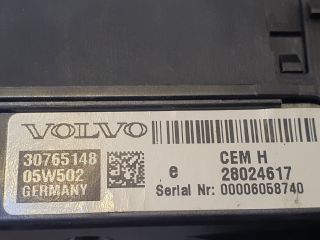 VOLVO
30765148
05W502
GERMANY
e
CEM H
28024617
Serial Nr: 00006058740